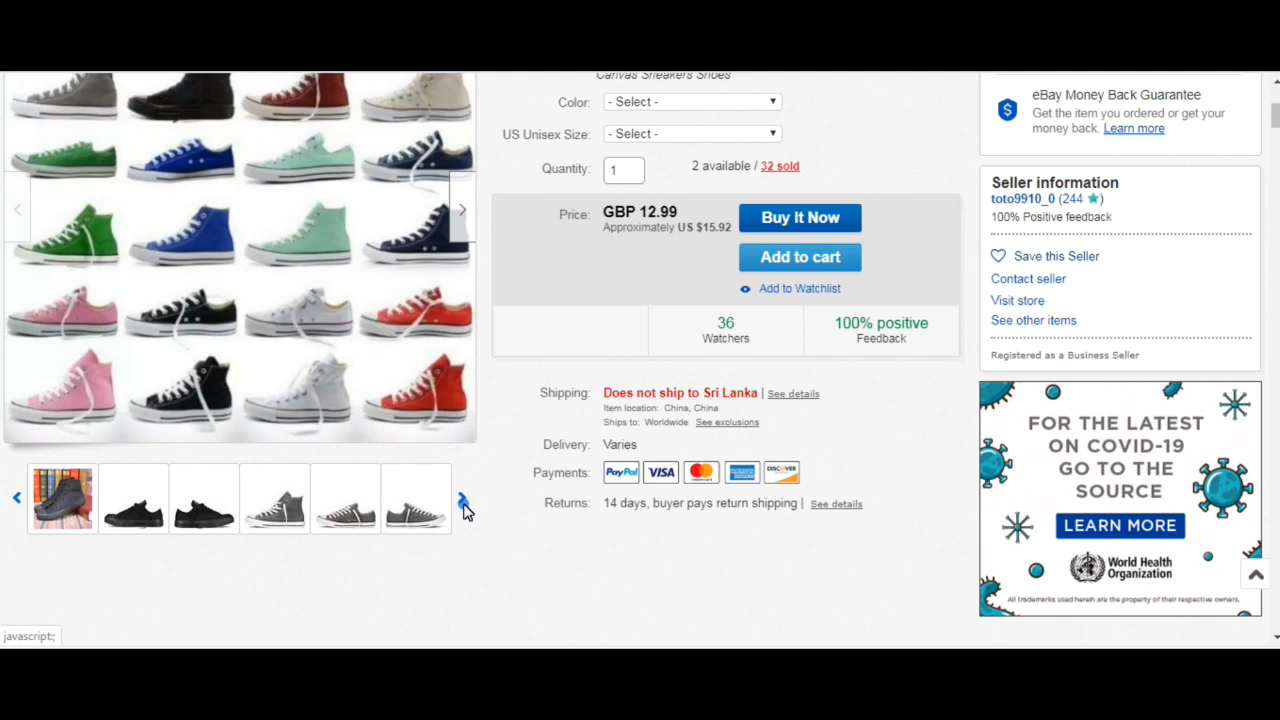 Canvas Sneakers Shoes
Color: - Select -
US Unisex Size: - Select -
Quantity: 1 2 available / 32 sold
Price: GBP 12.99
Approximately US $15.92
Buy It Now
Add to cart
Add to Watchlist
36
Watchers
100% positive
Feedback
Shipping: Does not ship to Sri Lanka | See details
Item location: China, China
Ships to: Worldwide See exclusions
Delivery: Varies
Payments: PayPal VISA MasterCard AMERICAN EXPRESS DISCOVER
Returns: 14 days, buyer pays return shipping | See details
eBay Money Back Guarantee
Get the item you ordered or get your
money back. Learn more
Seller information
toto9910_0 (244 ★)
100% Positive feedback
Save this Seller
Contact seller
Visit store
See other items
Registered as a Business Seller
FOR THE LATEST
ON COVID-19
GO TO THE
SOURCE
LEARN MORE
World Health
Organization
All trademarks used herein are the property of their respective owners.
javascript:;